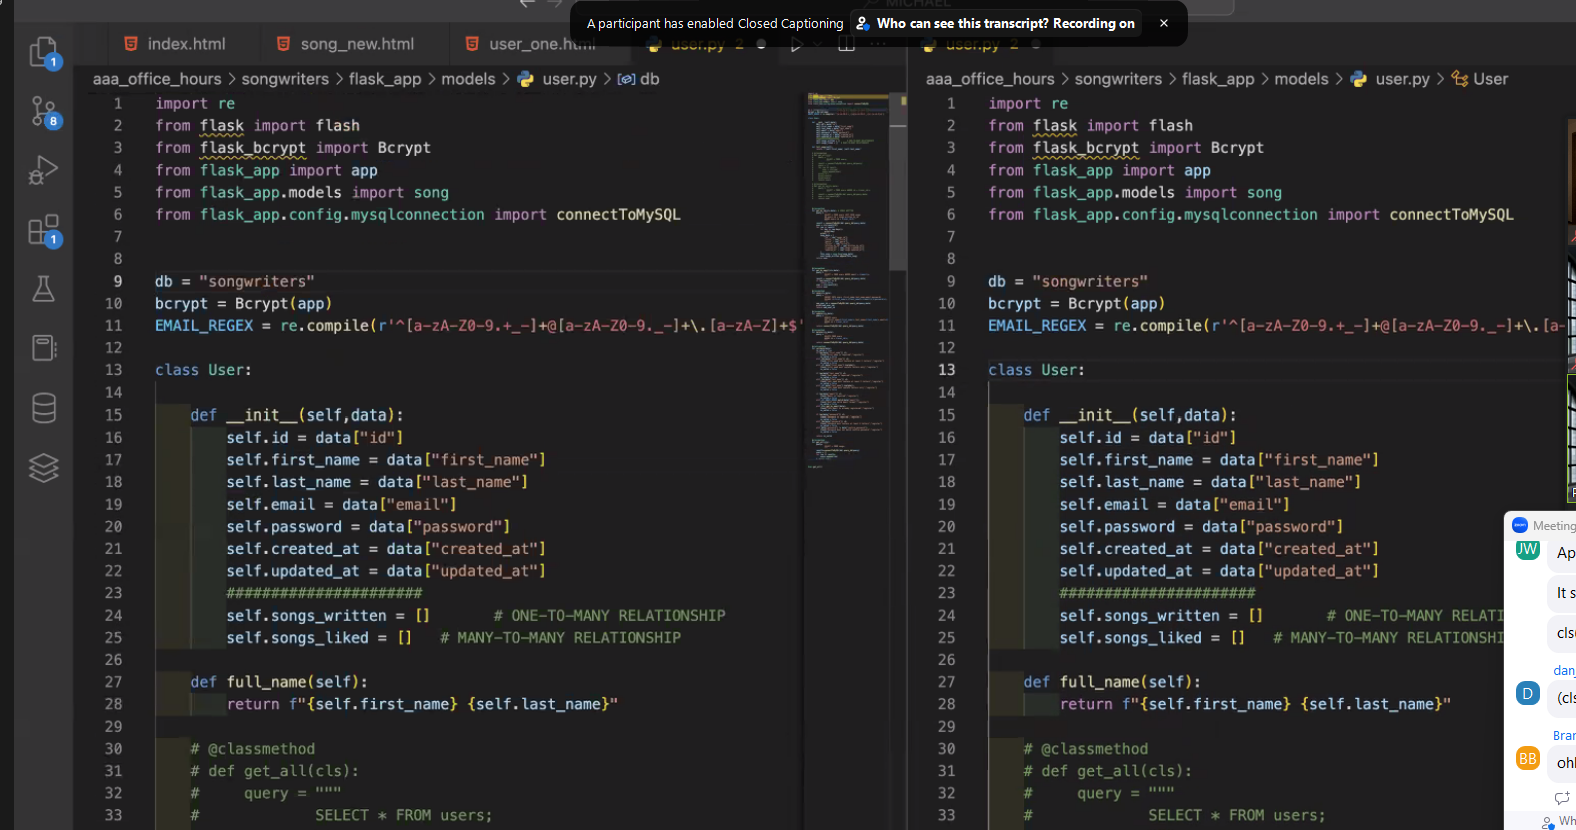 MICHAEL
A participant has enabled Closed Captioning Who can see this transcript? Recording on ×
index.html song_new.html user_one.html user.py 2 user.py 2
aaa_office_hours > songwriters > flask_app > models > user.py > db
1 import re
2 from flask import flash
3 from flask_bcrypt import Bcrypt
4 from flask_app import app
5 from flask_app.models import song
6 from flask_app.config.mysqlconnection import connectToMySQL
7
8
9 db = "songwriters"
10 bcrypt = Bcrypt(app)
11 EMAIL_REGEX = re.compile(r'^[a-zA-Z0-9.+_-]+@[a-zA-Z0-9._-]+\.[a-zA-Z]+$'
12
13 class User:
14
15 def __init__(self,data):
16 self.id = data["id"]
17 self.first_name = data["first_name"]
18 self.last_name = data["last_name"]
19 self.email = data["email"]
20 self.password = data["password"]
21 self.created_at = data["created_at"]
22 self.updated_at = data["updated_at"]
23 ######################
24 self.songs_written = [] # ONE-TO-MANY RELATIONSHIP
25 self.songs_liked = [] # MANY-TO-MANY RELATIONSHIP
26
27 def full_name(self):
28 return f"{self.first_name} {self.last_name}"
29
30 # @classmethod
31 # def get_all(cls):
32 # query = """
33 # SELECT * FROM users;
aaa_office_hours > songwriters > flask_app > models > user.py > User
1 import re
2 from flask import flash
3 from flask_bcrypt import Bcrypt
4 from flask_app import app
5 from flask_app.models import song
6 from flask_app.config.mysqlconnection import connectToMySQL
7
8
9 db = "songwriters"
10 bcrypt = Bcrypt(app)
11 EMAIL_REGEX = re.compile(r'^[a-zA-Z0-9.+_-]+@[a-zA-Z0-9._-]+\.[a-
12
13 class User:
14
15 def __init__(self,data):
16 self.id = data["id"]
17 self.first_name = data["first_name"]
18 self.last_name = data["last_name"]
19 self.email = data["email"]
20 self.password = data["password"]
21 self.created_at = data["created_at"]
22 self.updated_at = data["updated_at"]
23 ######################
24 self.songs_written = [] # ONE-TO-MANY RELATI
25 self.songs_liked = [] # MANY-TO-MANY RELATIONSHI
26
27 def full_name(self):
28 return f"{self.first_name} {self.last_name}"
29
30 # @classmethod
31 # def get_all(cls):
32 # query = """
33 # SELECT * FROM users;
1
8
1
Meeting
JW Ap
It s
cls
danj
D (cls
Bran
BB ohl
Wh